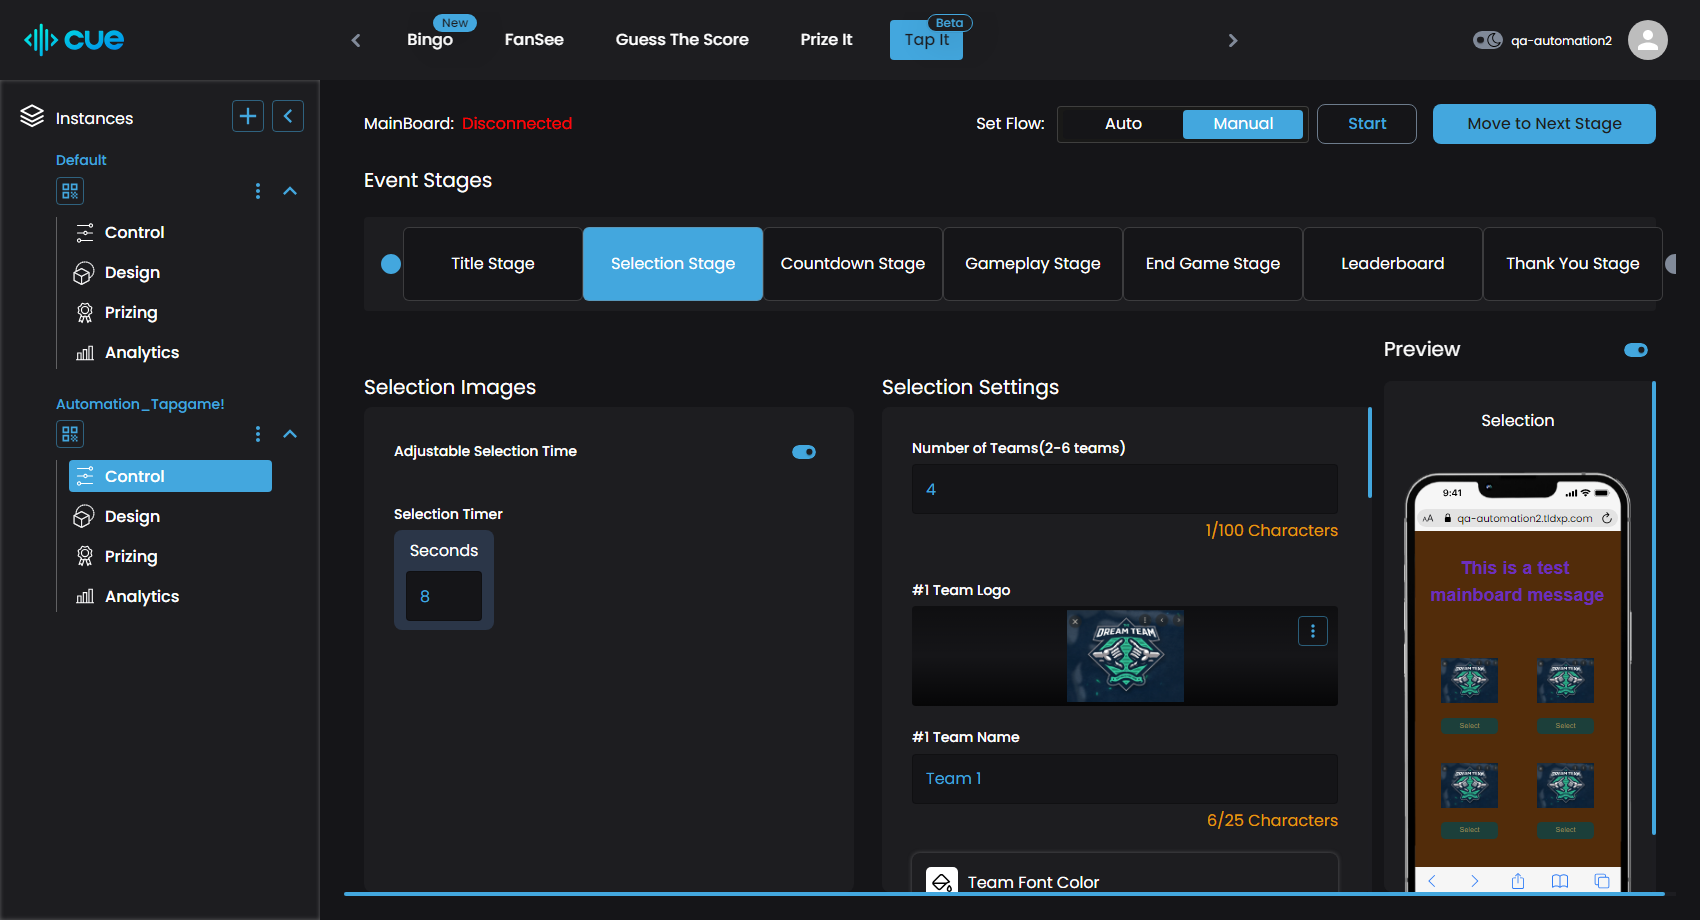 cue
New
Bingo
FanSee
Guess The Score
Prize It
Beta
Tap It
qa-automation2
Instances
Default
Control
Design
Prizing
Analytics
Automation_Tapgame!
Control
Design
Prizing
Analytics
MainBoard: Disconnected
Set Flow:
Auto
Manual
Start
Move to Next Stage
Event Stages
Title Stage
Selection Stage
Countdown Stage
Gameplay Stage
End Game Stage
Leaderboard
Thank You Stage
Selection Images
Adjustable Selection Time
Selection Timer
Seconds
8
Selection Settings
Number of Teams(2-6 teams)
4
1/100 Characters
#1 Team Logo
DREAM TEAM
#1 Team Name
Team 1
6/25 Characters
Team Font Color
Preview
Selection
9:41
AA qa-automation2.tldxp.com
This is a test
mainboard message
DREAM TEAM
DREAM TEAM
Select
Select
DREAM TEAM
DREAM TEAM
Select
Select